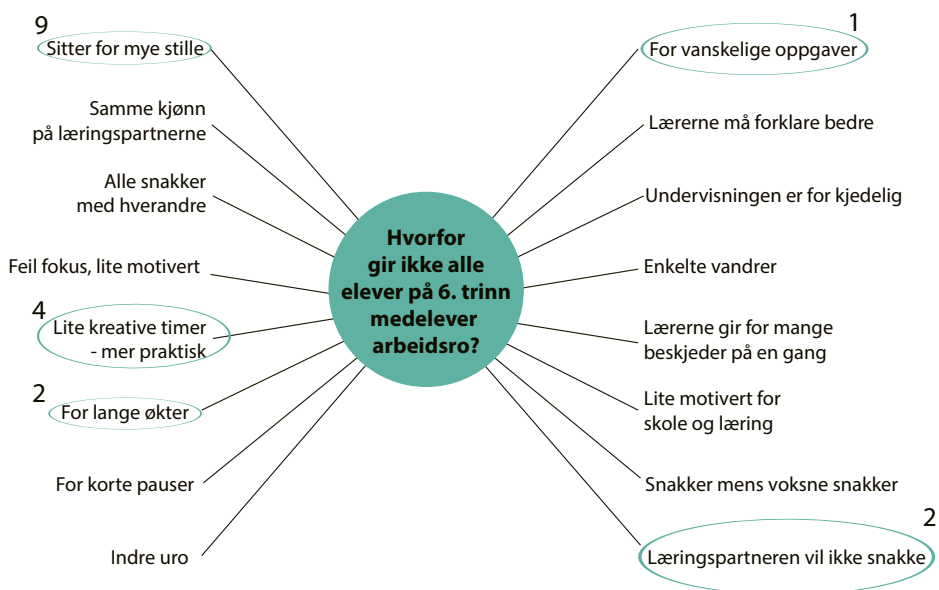 9
Sitter for mye stille
Samme kjønn
på læringspartnerne
Alle snakker
med hverandre
Feil fokus, lite motivert
4
Lite kreative timer
- mer praktisk
2
For lange økter
For korte pauser
Indre uro
Hvorfor
gir ikke alle
elever på 6. trinn
medelever
arbeidsro?
1
For vanskelige oppgaver
Lærerne må forklare bedre
Undervisningen er for kjedelig
Enkelte vandrer
Lærerne gir for mange
beskjeder på en gang
Lite motivert for
skole og læring
Snakker mens voksne snakker
2
Læringspartneren vil ikke snakke